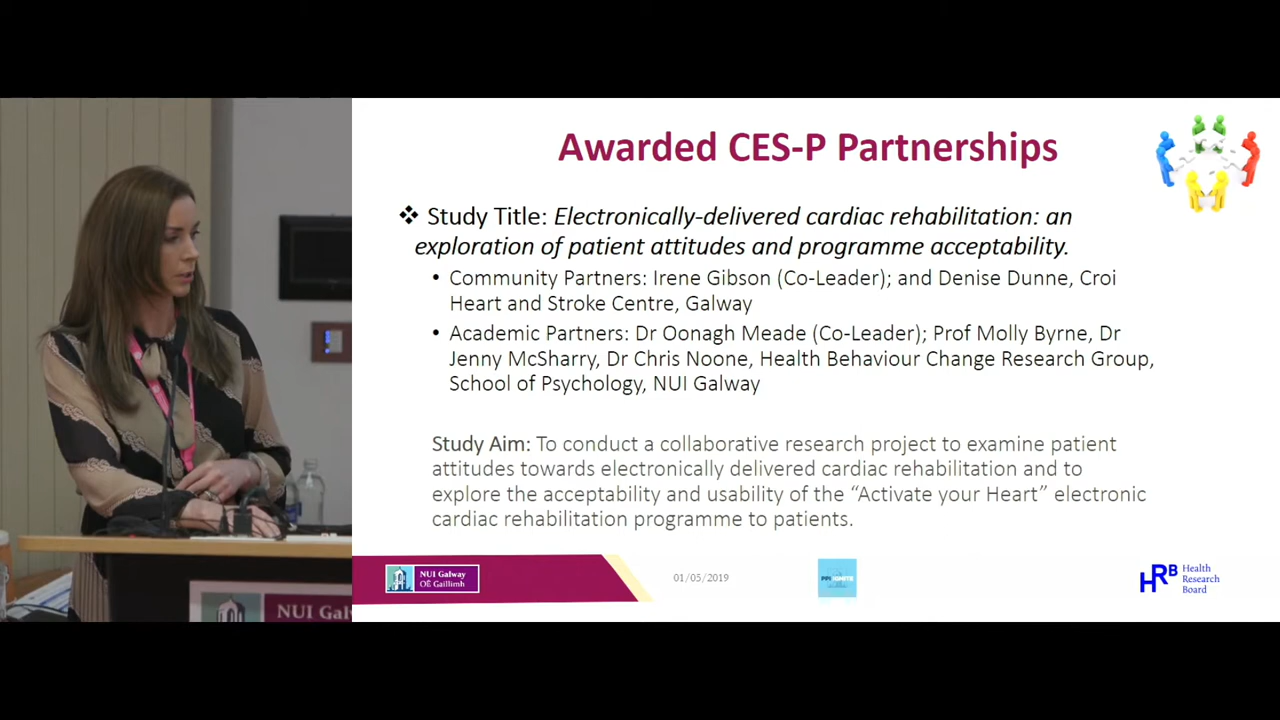 Awarded CES-P Partnerships
❖ Study Title: Electronically-delivered cardiac rehabilitation: an
exploration of patient attitudes and programme acceptability.
• Community Partners: Irene Gibson (Co-Leader); and Denise Dunne, Croi
Heart and Stroke Centre, Galway
• Academic Partners: Dr Oonagh Meade (Co-Leader); Prof Molly Byrne, Dr
Jenny McSharry, Dr Chris Noone, Health Behaviour Change Research Group,
School of Psychology, NUI Galway
Study Aim: To conduct a collaborative research project to examine patient
attitudes towards electronically delivered cardiac rehabilitation and to
explore the acceptability and usability of the “Activate your Heart” electronic
cardiac rehabilitation programme to patients.
NUI Galway
OÉ Gaillimh
01/05/2019
PPI IGNITE
HRB
Health
Research
Board
NUI Gal